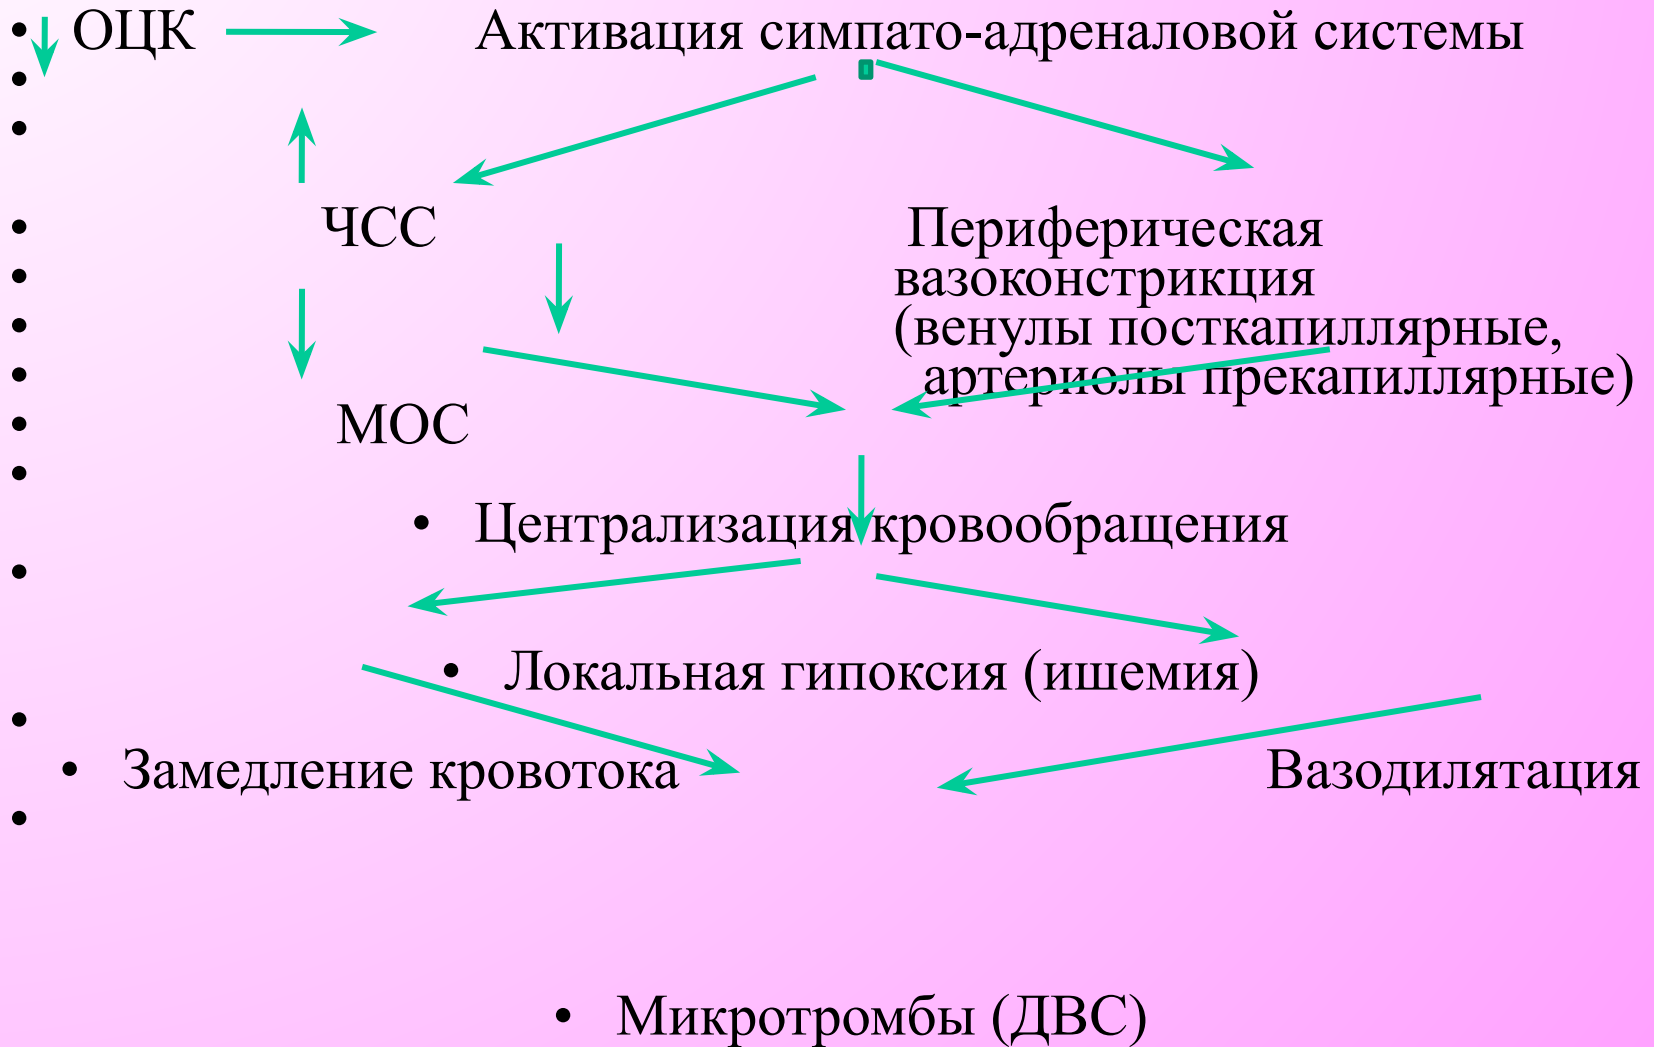 • ОЦК Активация симпато-адреналовой системы
•
•
• ЧСС Периферическая
• вазоконстрикция
• (венулы посткапиллярные,
• артериолы прекапиллярные)
• МОС
•
• Централизация кровообращения
•
• Локальная гипоксия (ишемия)
•
• Замедление кровотока Вазодилятация
•
• Микротромбы (ДВС)